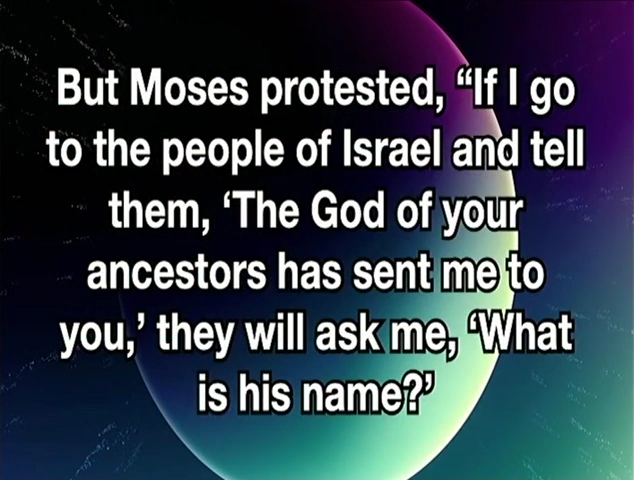 But Moses protested, “If I go
to the people of Israel and tell
them, ‘The God of your
ancestors has sent me to
you,’ they will ask me, ‘What
is his name?’